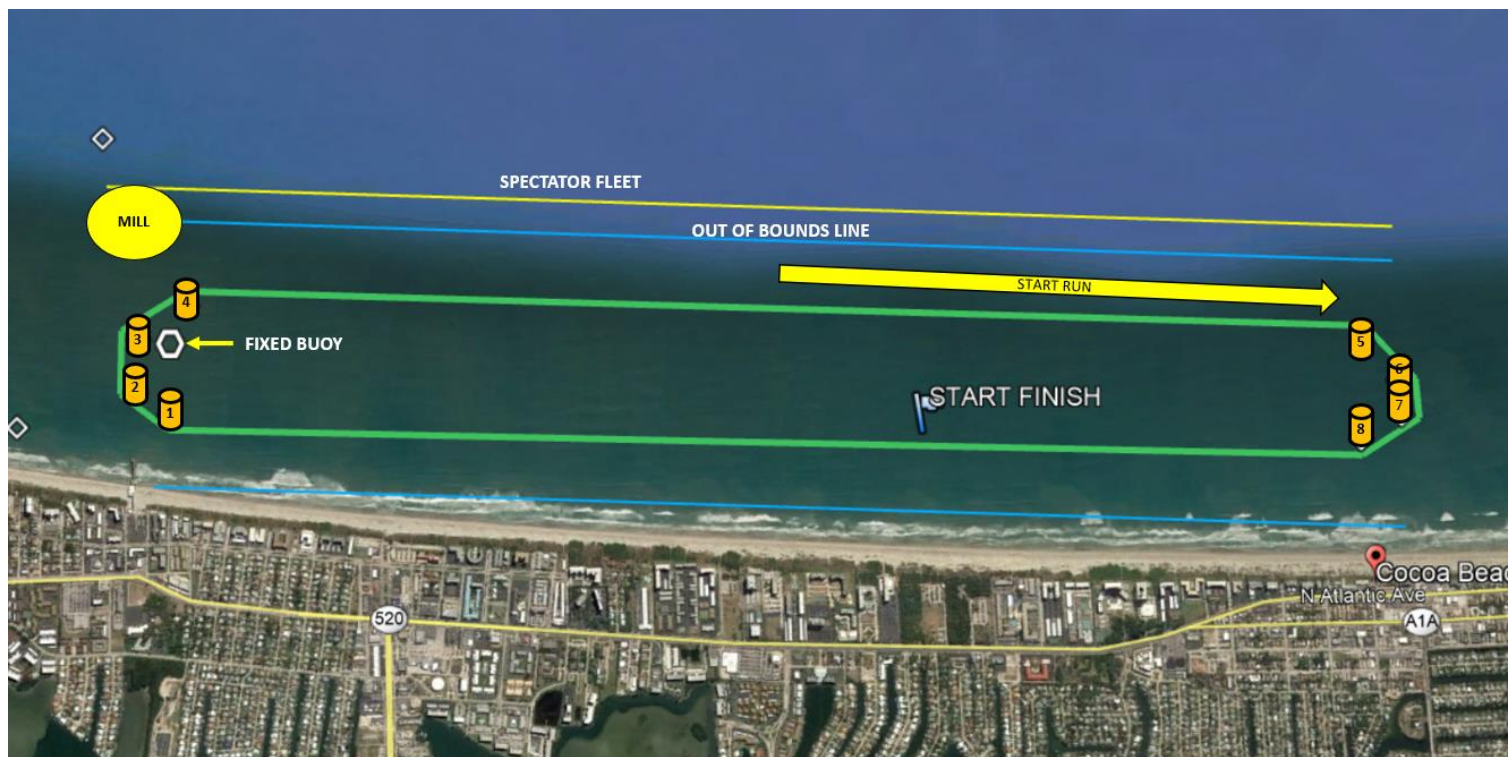 SPECTATOR FLEET
MILL
OUT OF BOUNDS LINE
START RUN
4
3
FIXED BUOY
5
2
1
START FINISH
6
7
8
Cocoa Beac
N Atlantic Ave
520
A1A